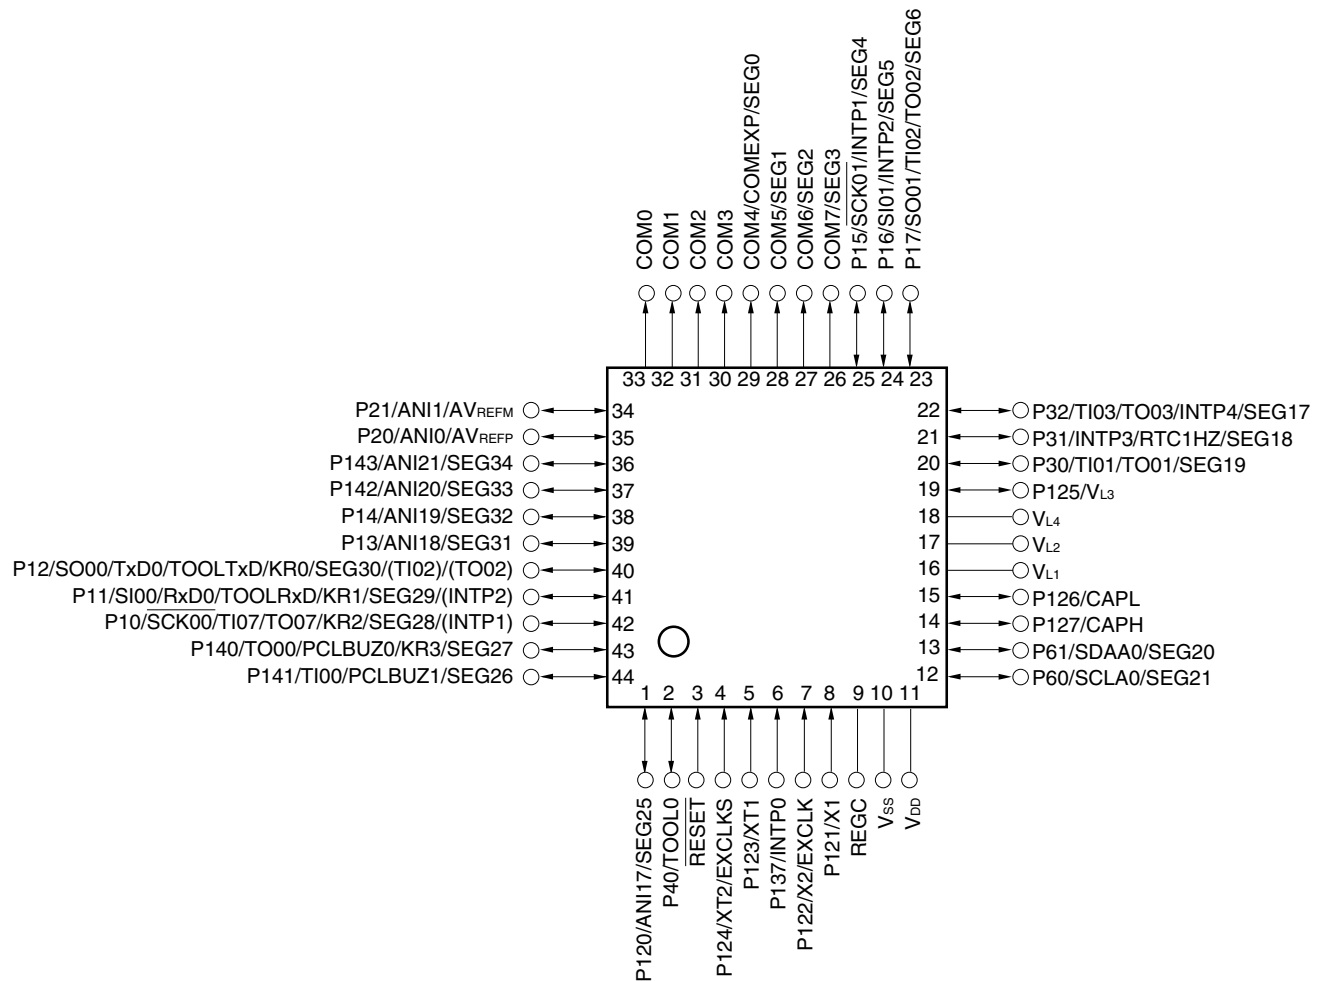 COM0
COM1
COM2
COM3
COM4/COMEXP/SEG0
COM5/SEG1
COM6/SEG2
COM7/SEG3
P15/SCK01/INTP1/SEG4
P16/SI01/INTP2/SEG5
P17/SO01/TI02/TO02/SEG6
33 32 31 30 29 28 27 26 25 24 23
P21/ANI1/AVREFM 34
P20/ANI0/AVREFP 35
P143/ANI21/SEG34 36
P142/ANI20/SEG33 37
P14/ANI19/SEG32 38
P13/ANI18/SEG31 39
P12/SO00/TxD0/TOOLTxD/KR0/SEG30/(TI02)/(TO02) 40
P11/SI00/RxD0/TOOLRxD/KR1/SEG29/(INTP2) 41
P10/SCK00/TI07/TO07/KR2/SEG28/(INTP1) 42
P140/TO00/PCLBUZ0/KR3/SEG27 43
P141/TI00/PCLBUZ1/SEG26 44
22 P32/TI03/TO03/INTP4/SEG17
21 P31/INTP3/RTC1HZ/SEG18
20 P30/TI01/TO01/SEG19
19 P125/VL3
18 VL4
17 VL2
16 VL1
15 P126/CAPL
14 P127/CAPH
13 P61/SDAA0/SEG20
12 P60/SCLA0/SEG21
1 2 3 4 5 6 7 8 9 10 11
P120/ANI17/SEG25
P40/TOOL0
RESET
P124/XT2/EXCLKS
P123/XT1
P137/INTP0
P122/X2/EXCLK
P121/X1
REGC
VSS
VDD